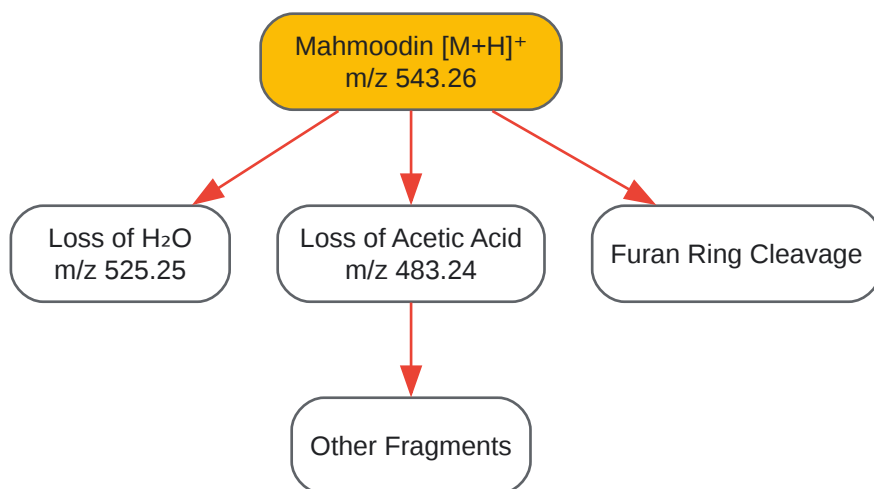 Mahmoodin [M+H]⁺
m/z 543.26
Loss of H₂O
m/z 525.25
Loss of Acetic Acid
m/z 483.24
Furan Ring Cleavage
Other Fragments